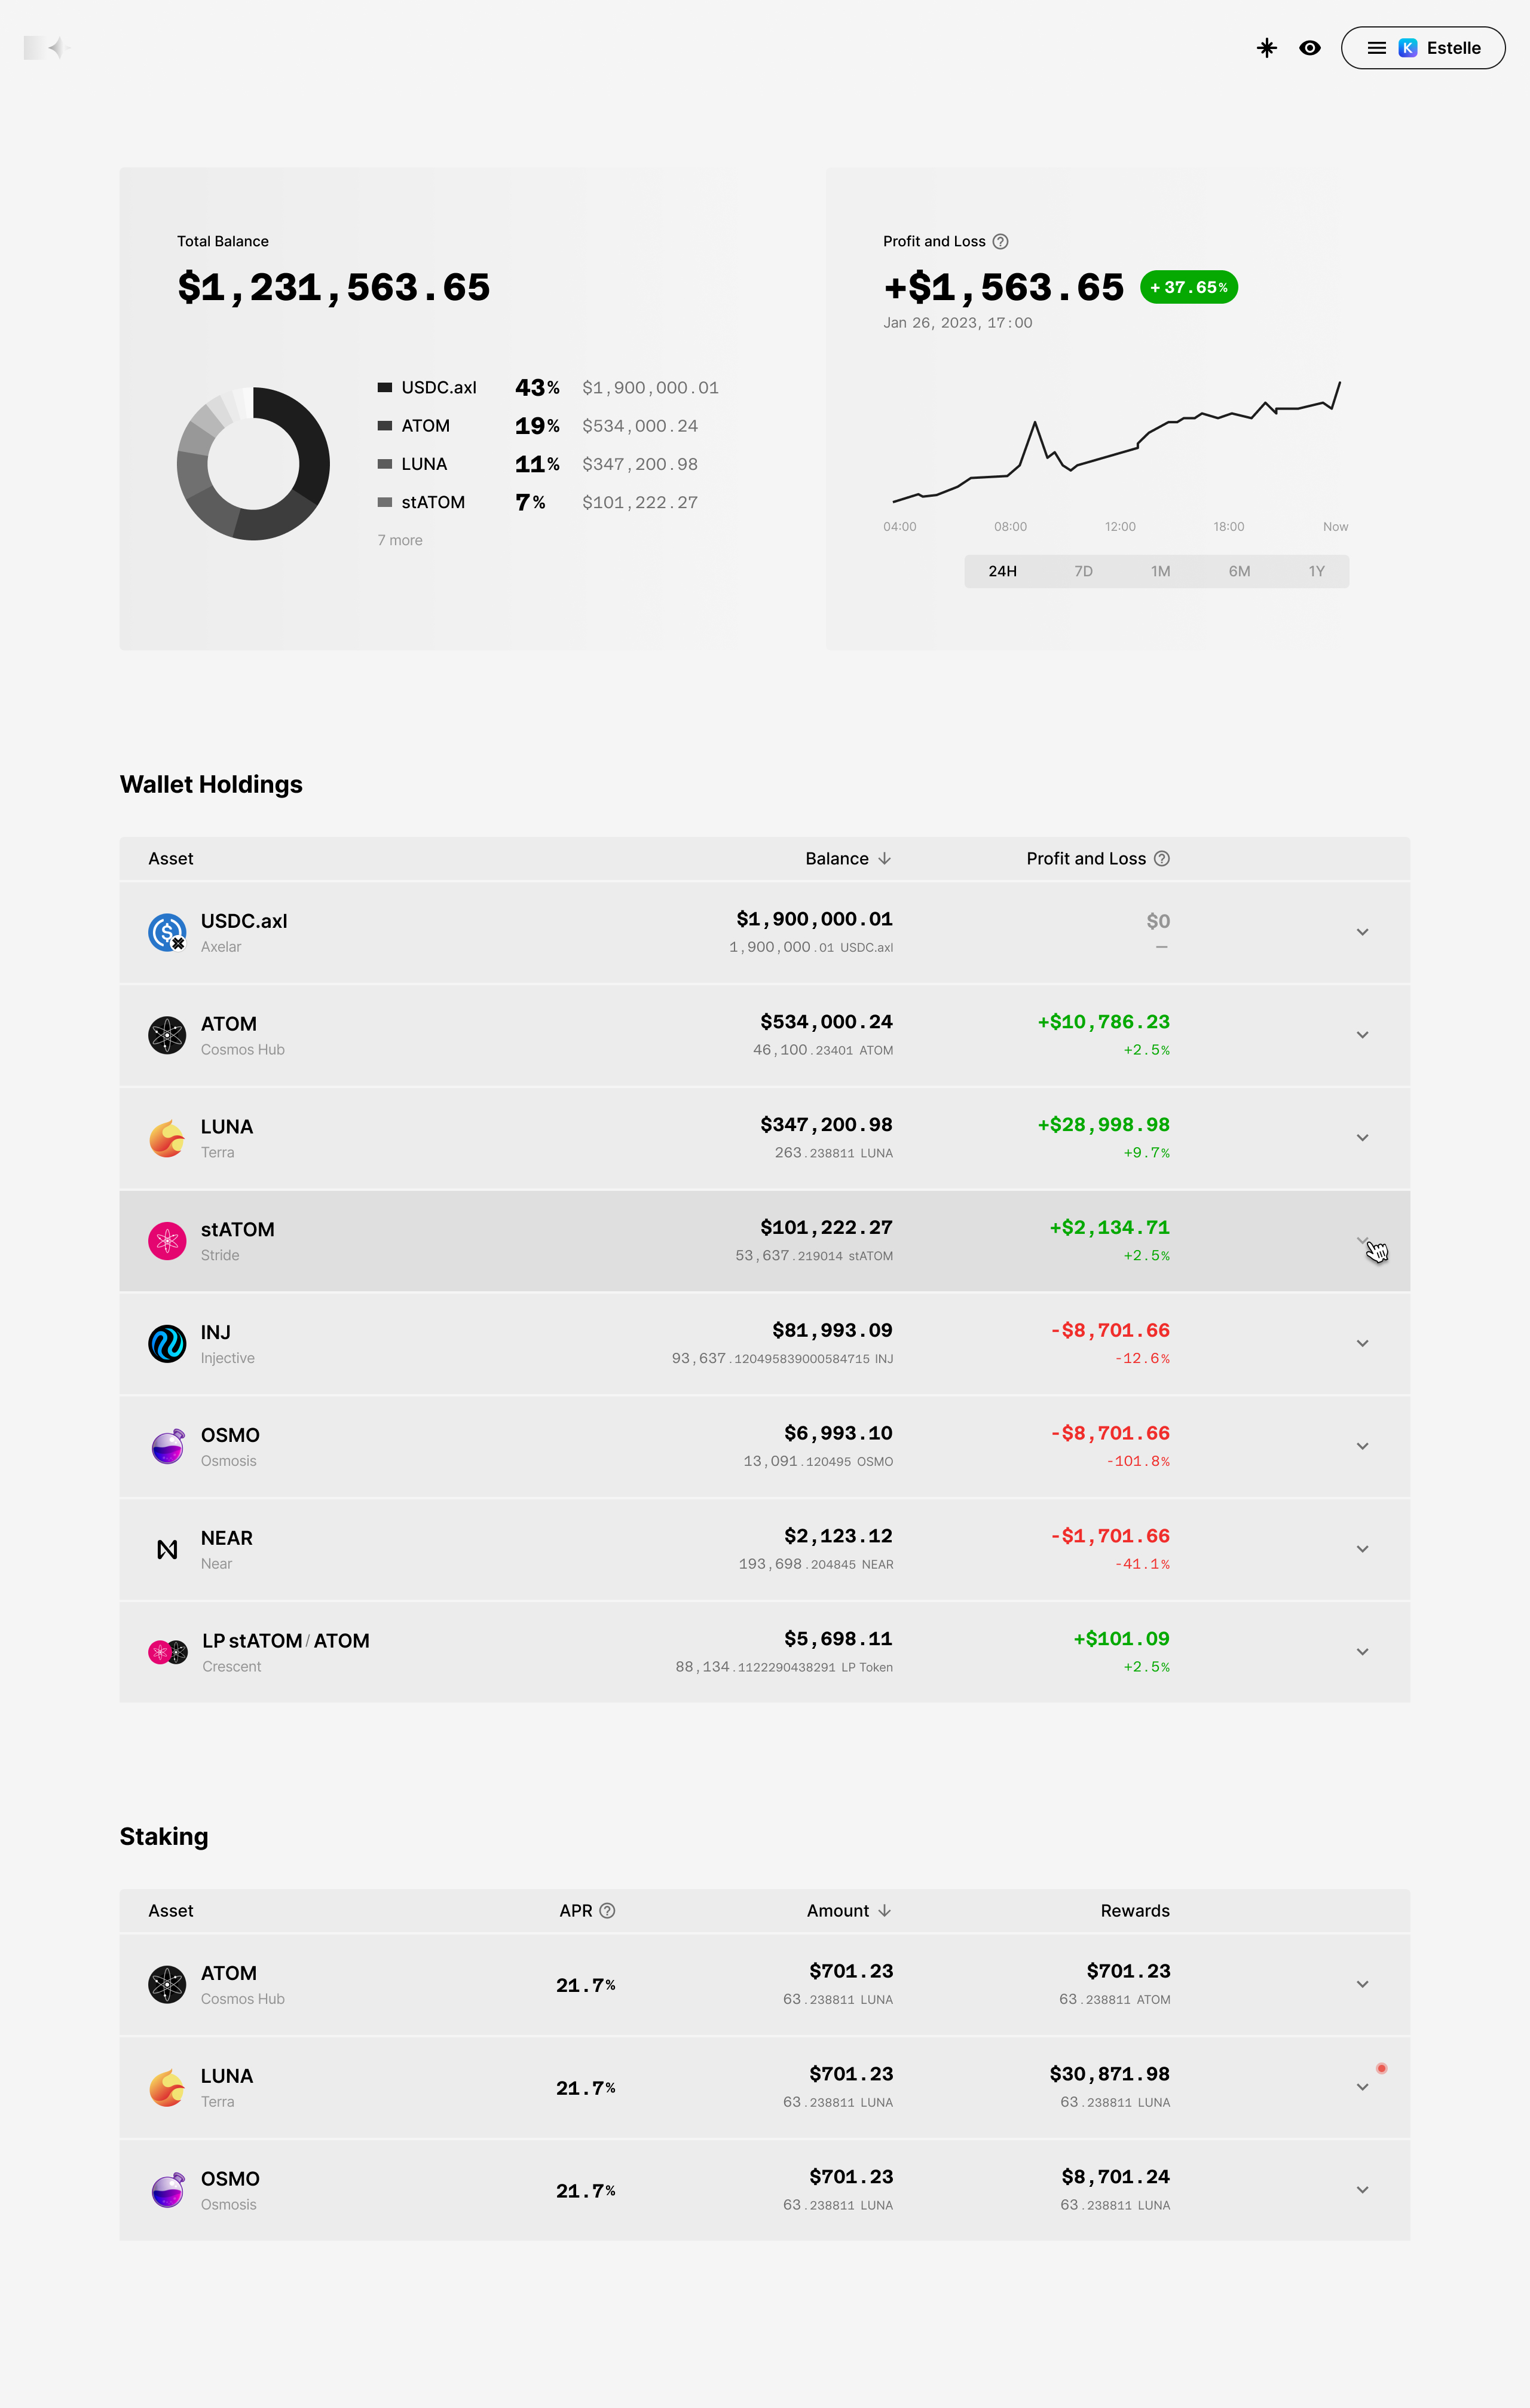 K Estelle
Total Balance
$1,231,563.65
USDC.axl 43% $1,900,000.01
ATOM 19% $534,000.24
LUNA 11% $347,200.98
stATOM 7% $101,222.27
7 more
Profit and Loss ?
+$1,563.65 + 37.65%
Jan 26, 2023, 17:00
04:00 08:00 12:00 18:00 Now
24H 7D 1M 6M 1Y
Wallet Holdings
Asset Balance Profit and Loss ?
USDC.axl $1,900,000.01 $0
Axelar 1,900,000.01 USDC.axl —
ATOM $534,000.24 +$10,786.23
Cosmos Hub 46,100.23401 ATOM +2.5%
LUNA $347,200.98 +$28,998.98
Terra 263.238811 LUNA +9.7%
stATOM $101,222.27 +$2,134.71
Stride 53,637.219014 stATOM +2.5%
INJ $81,993.09 -$8,701.66
Injective 93,637.120495839000584715 INJ -12.6%
OSMO $6,993.10 -$8,701.66
Osmosis 13,091.120495 OSMO -101.8%
NEAR $2,123.12 -$1,701.66
Near 193,698.204845 NEAR -41.1%
LP stATOM / ATOM $5,698.11 +$101.09
Crescent 88,134.1122290438291 LP Token +2.5%
Staking
Asset APR ? Amount Rewards
ATOM 21.7% $701.23 $701.23
Cosmos Hub 63.238811 LUNA 63.238811 ATOM
LUNA 21.7% $701.23 $30,871.98
Terra 63.238811 LUNA 63.238811 LUNA
OSMO 21.7% $701.23 $8,701.24
Osmosis 63.238811 LUNA 63.238811 LUNA